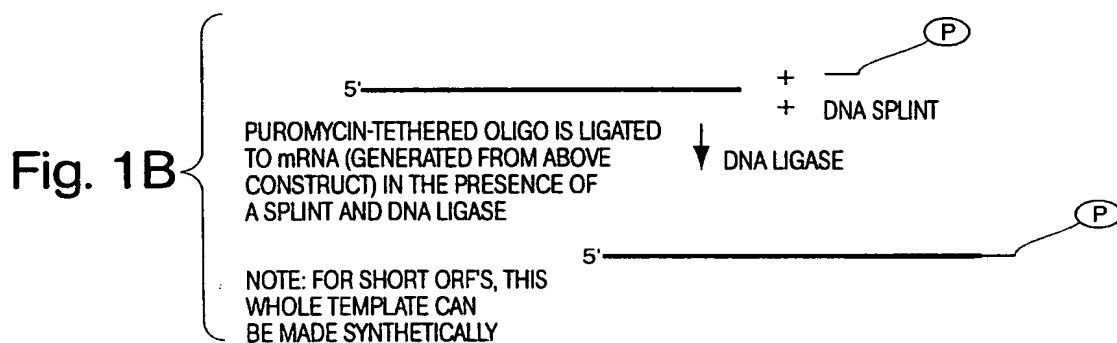 P
5'
+
+ DNA SPLINT
PUROMYCIN-TETHERED OLIGO IS LIGATED
TO mRNA (GENERATED FROM ABOVE
CONSTRUCT) IN THE PRESENCE OF
A SPLINT AND DNA LIGASE
DNA LIGASE
Fig. 1B
P
5'
NOTE: FOR SHORT ORF'S, THIS
WHOLE TEMPLATE CAN
BE MADE SYNTHETICALLY